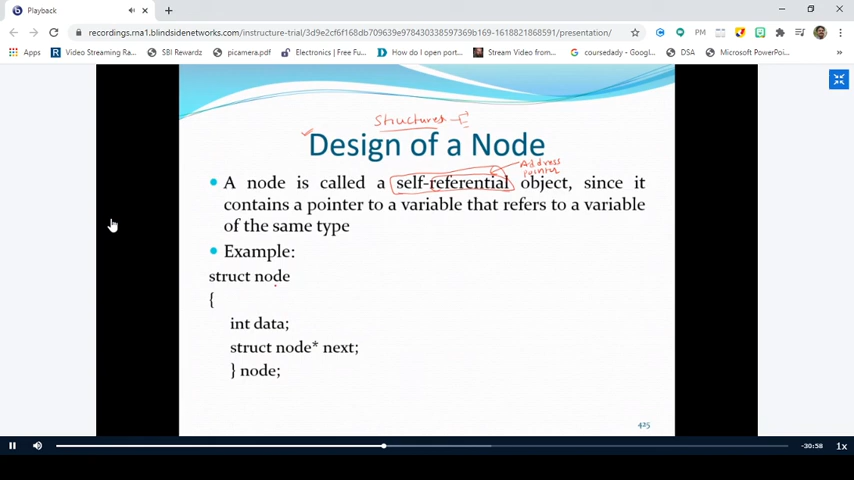 Playback
recordings.rna1.blindsidenetworks.com/instructure-trial/3d9e2cf6f168db709639e978430338597369b169-1618821868591/presentation/
Apps Video Streaming Ra... SBI Rewardz picamera.pdf Electronics | Free Fu... How do I open port... Stream Video from... coursedady - Googl... DSA Microsoft PowerPoi...
PM
Structures - C
Design of a Node
Address
pointer
• A node is called a self-referential object, since it
contains a pointer to a variable that refers to a variable
of the same type
• Example:
struct node
{
int data;
struct node* next;
} node;
425
-30:58 1x